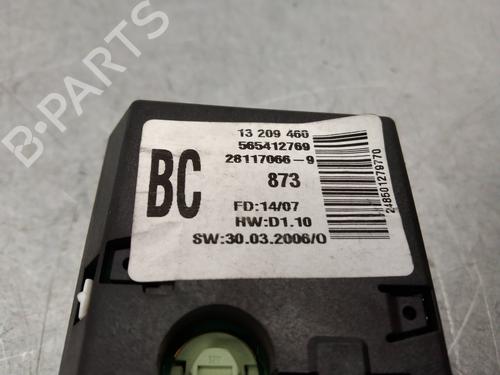 13 209 460
565412769
28117066-9
BC
873
FD:14/07
HW:D1.10
SW:30.03.2006/0
248501279770
B-PARTS